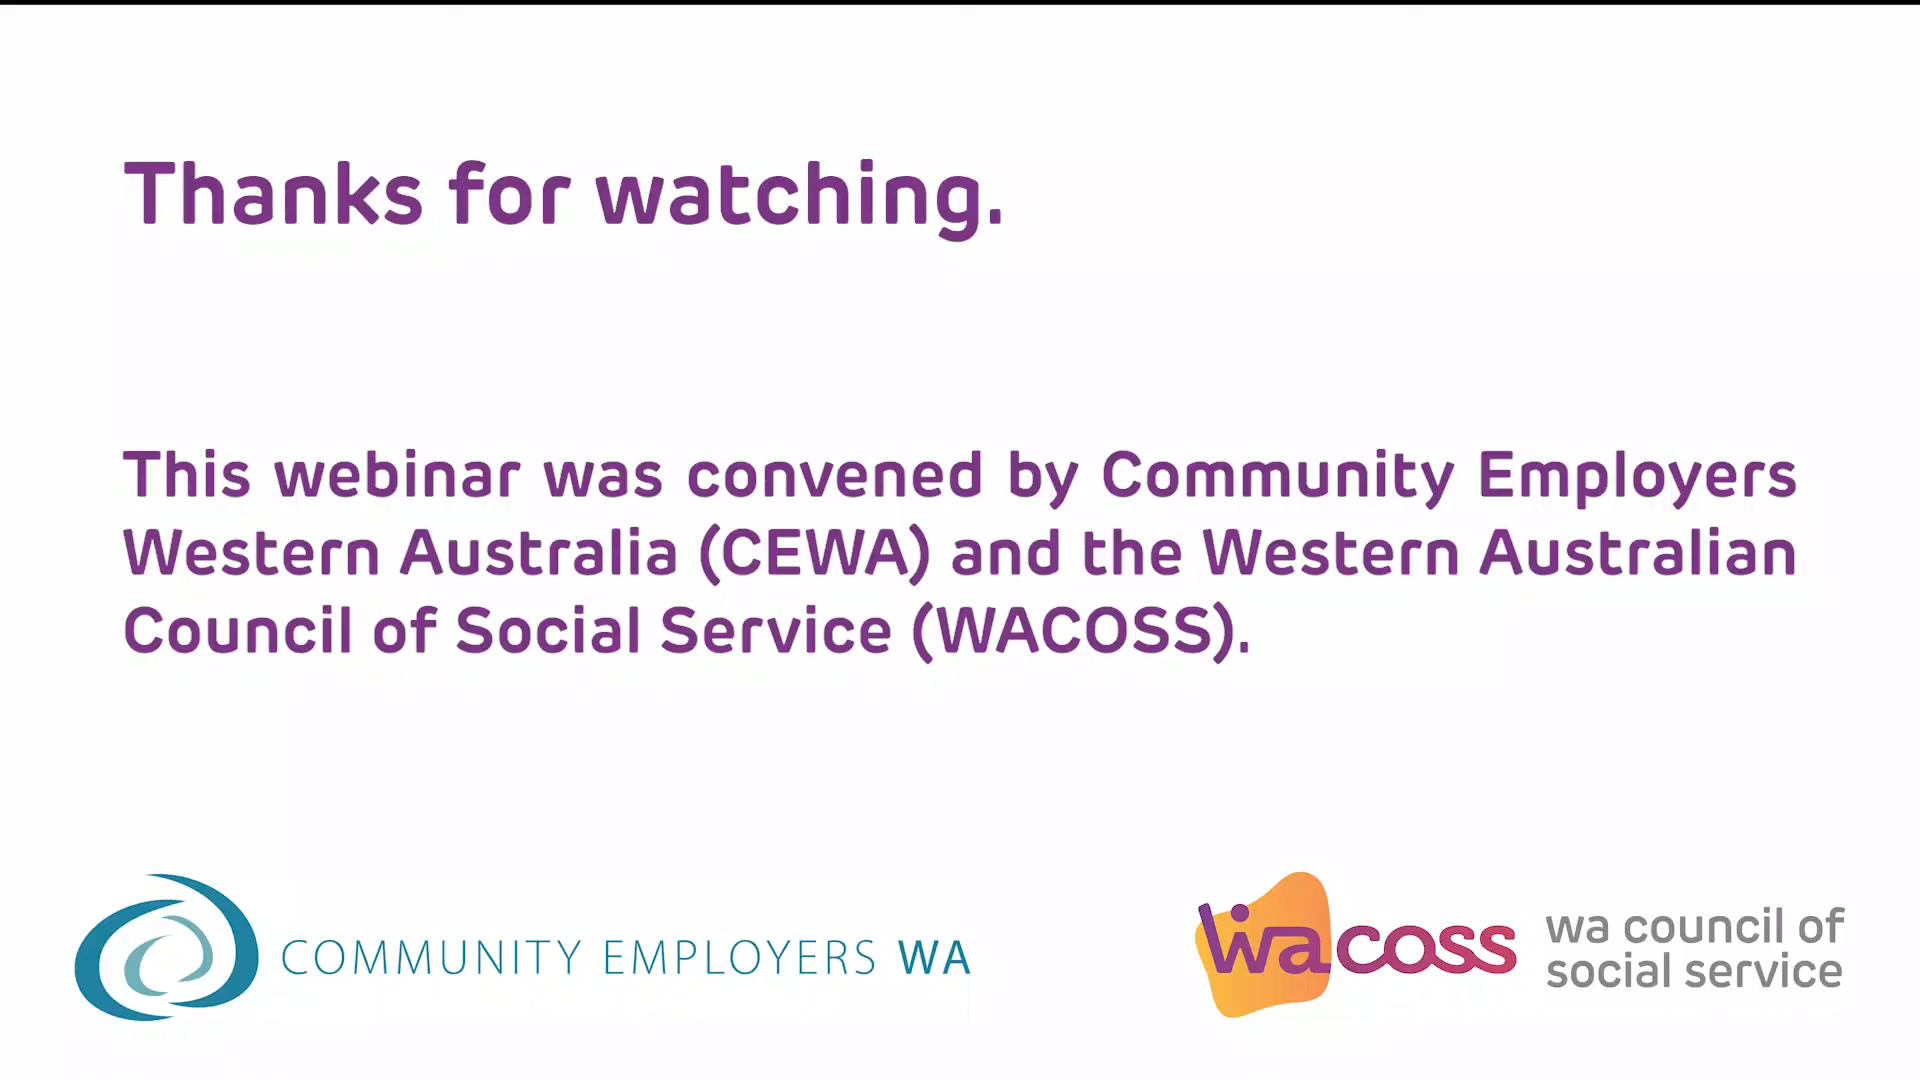 Thanks for watching.
This webinar was convened by Community Employers
Western Australia (CEWA) and the Western Australian
Council of Social Service (WACOSS).
COMMUNITY EMPLOYERS WA
wacoss
wa council of
social service